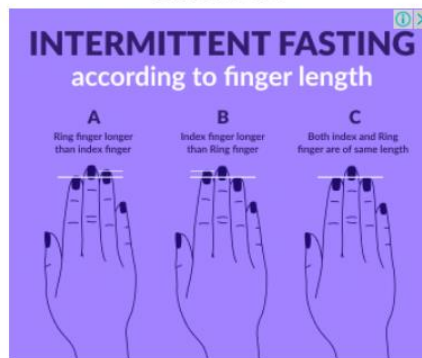 INTERMITTENT FASTING
according to finger length
A
Ring finger longer
than index finger
B
Index finger longer
than Ring finger
C
Both index and Ring
finger are of same length